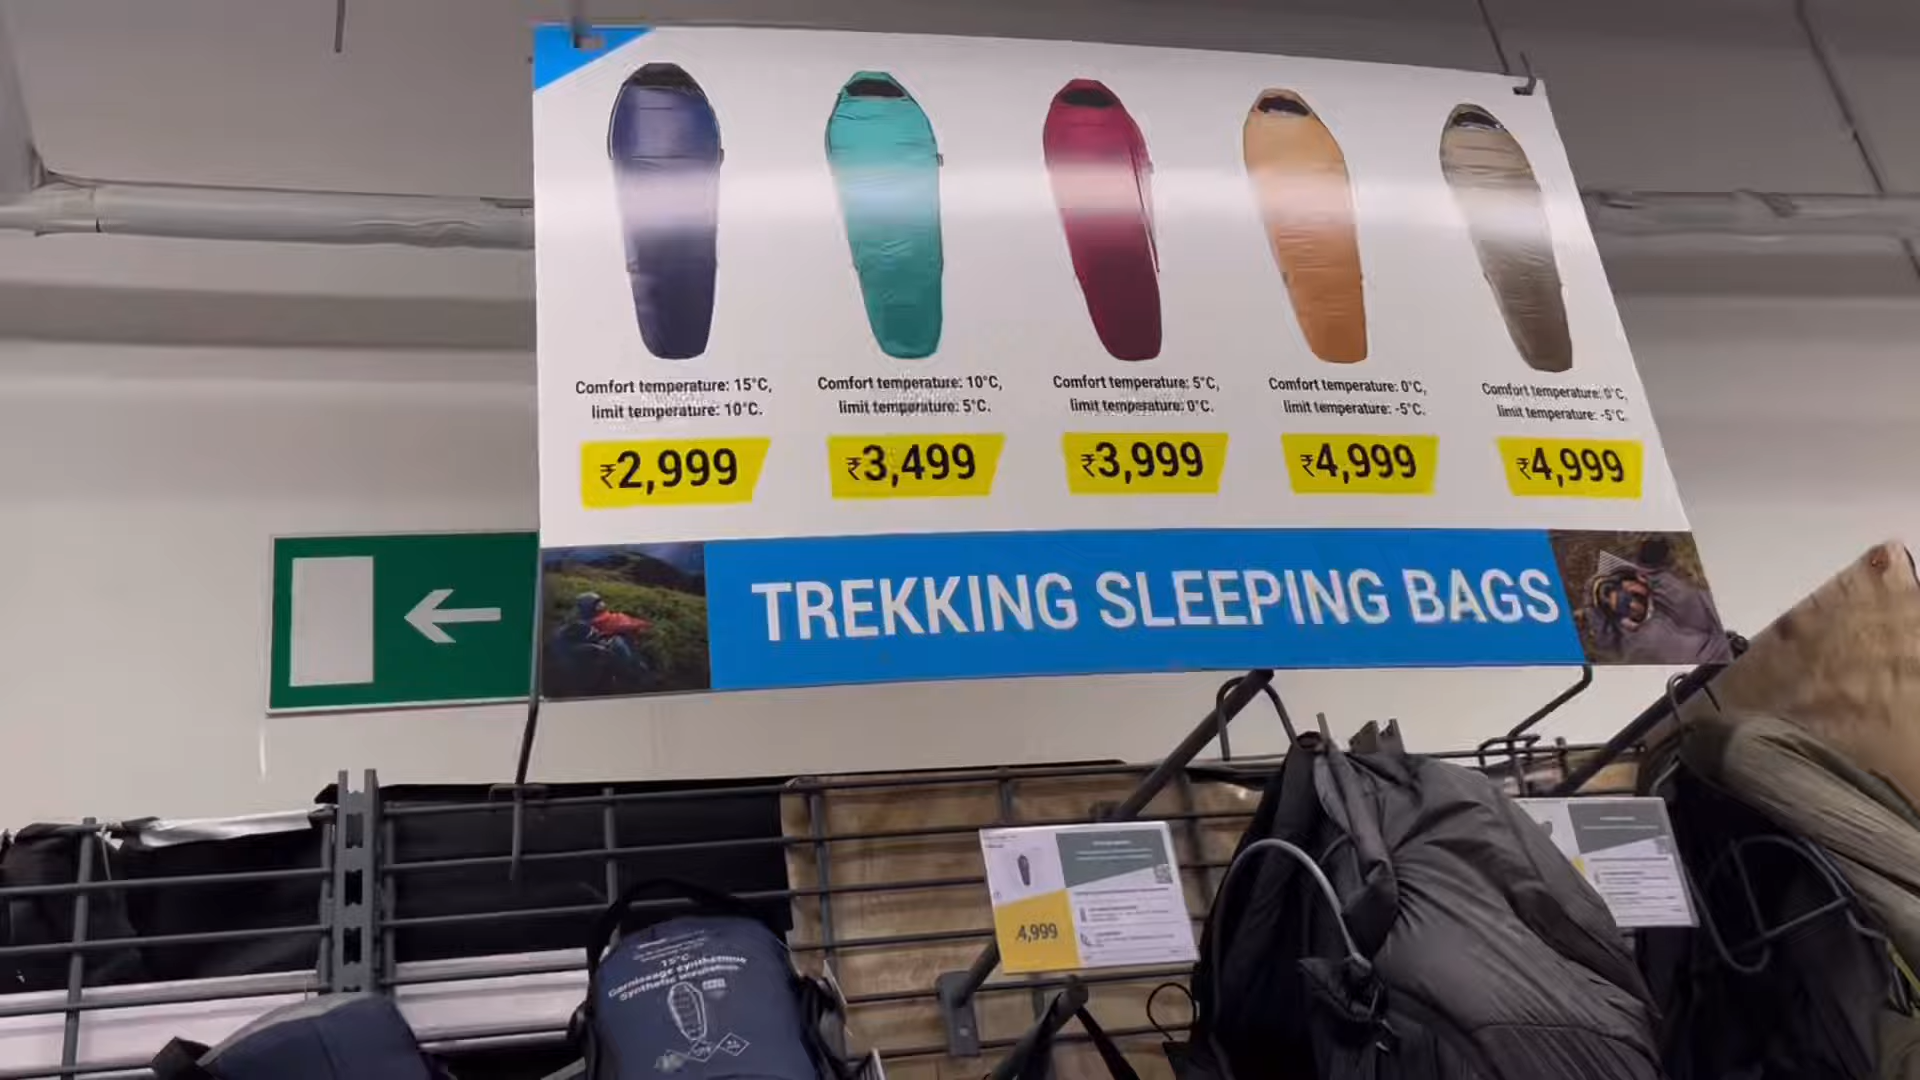 Comfort temperature: 15°C,
limit temperature: 10°C.
₹2,999
Comfort temperature: 10°C,
limit temperature: 5°C.
₹3,499
Comfort temperature: 5°C,
limit temperature: 0°C.
₹3,999
Comfort temperature: 0°C,
limit temperature: -5°C.
₹4,999
Comfort temperature: 0°C,
limit temperature: -5°C.
₹4,999
TREKKING SLEEPING BAGS
4,999
15°C
Garnissage synthétique
Synthetic insulation